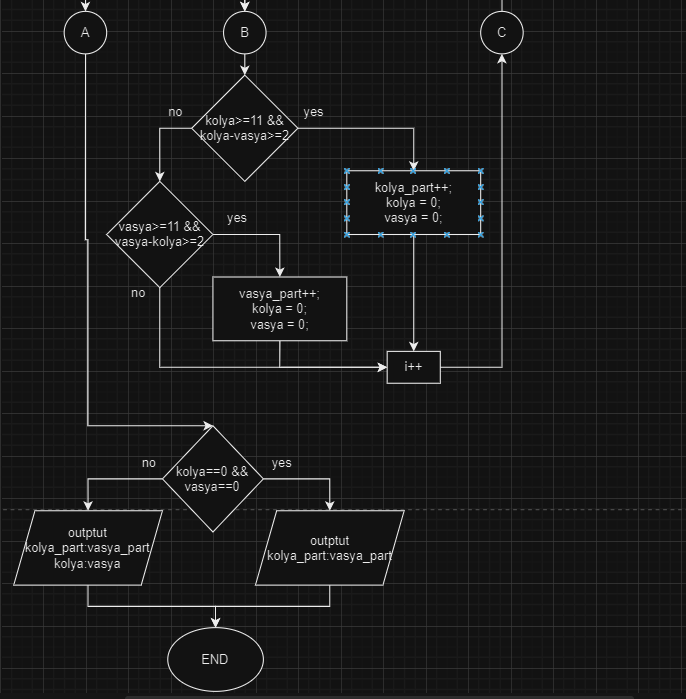 A
B
C
no
kolya>=11 &&
kolya-vasya>=2
yes
kolya_part++;
kolya = 0;
vasya = 0;
vasya>=11 &&
vasya-kolya>=2
yes
no
vasya_part++;
kolya = 0;
vasya = 0;
i++
no
kolya==0 &&
vasya==0
yes
outptut
kolya_part:vasya_part
kolya:vasya
outptut
kolya_part:vasya_part
END